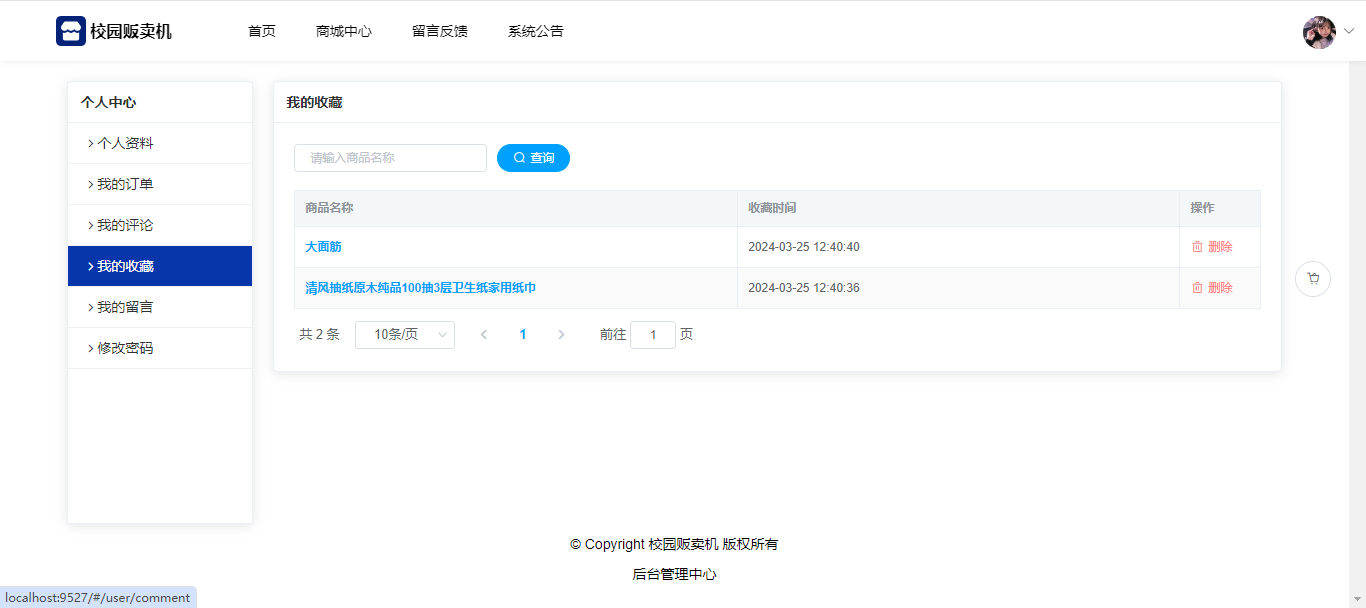 校园贩卖机 首页 商城中心 留言反馈 系统公告
个人中心
个人资料
我的订单
我的评论
我的收藏
我的留言
修改密码
我的收藏
请输入商品名称 查询
商品名称 收藏时间 操作
大面筋 2024-03-25 12:40:40 删除
清风抽纸原木纯品100抽3层卫生纸家用纸巾 2024-03-25 12:40:36 删除
共 2 条 10条/页 1 前往 1 页
© Copyright 校园贩卖机 版权所有
后台管理中心
localhost:9527/#/user/comment